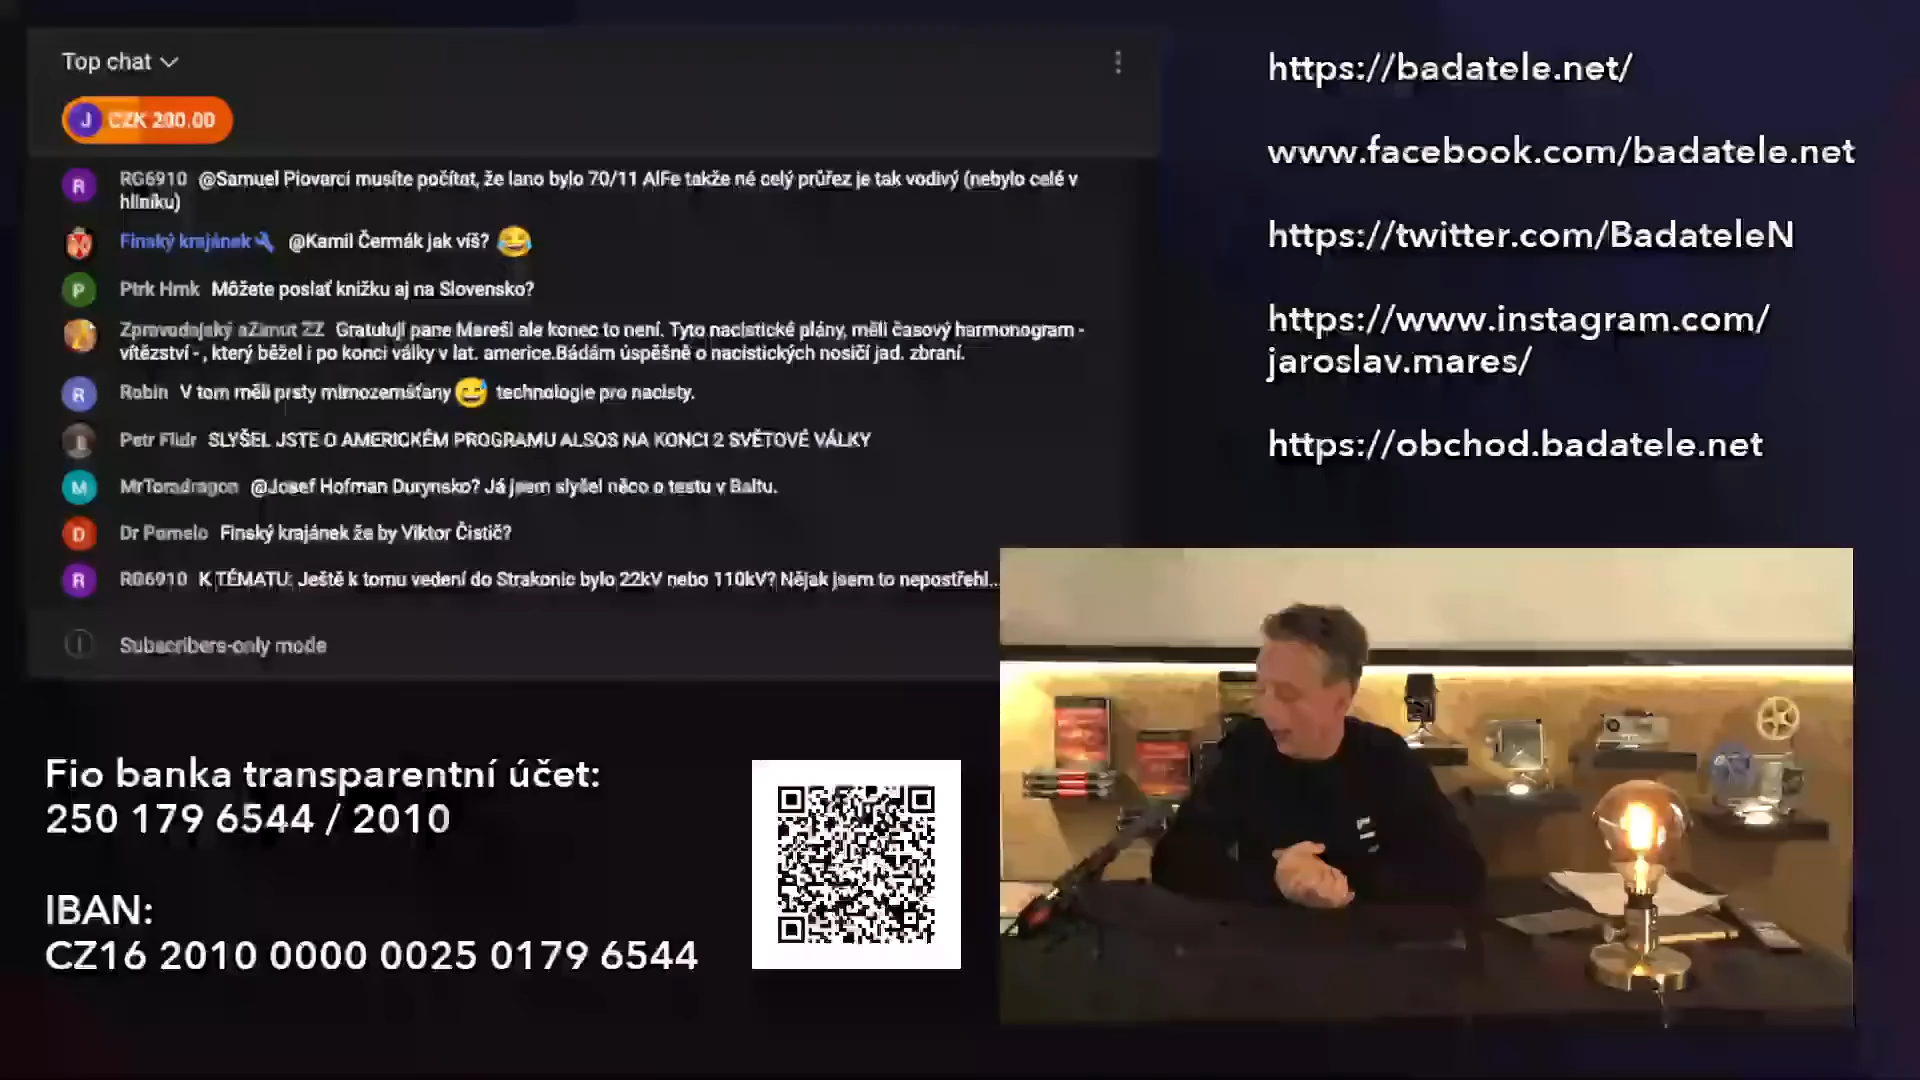 Top chat
J CZK 200.00
R RG6910 @Samuel Piovarci musíte počítat, že lano bylo 70/11 AlFe takže né celý průřez je tak vodivý (nebylo celé v
hliníku)
Finský krajánek @Kamil Čermák jak víš?
P Ptrk Hrnk Môžete poslať knižku aj na Slovensko?
Zpravodajský aZimut ZZ Gratuluji pane Mareši ale konec to není. Tyto nacistické plány, měli časový harmonogram -
vítězství - , který běžel i po konci války v lat. americe.Bádám úspěšně o nacistických nosičí jad. zbraní.
R Robin V tom měli prsty mimozemšťany technologie pro nacisty.
Petr Flidr SLYŠEL JSTE O AMERICKÉM PROGRAMU ALSOS NA KONCI 2 SVĚTOVÉ VÁLKY
M MrTomdragon @Josef Hofman Durynsko? Já jsem slyšel něco o testu v Baltu.
D Dr Pomelo Finský krajánek že by Viktor Čistič?
R RG6910 K TÉMATU: Ještě k tomu vedení do Strakonic bylo 22kV nebo 110kV? Nějak jsem to nepostřehl...
Subscribers-only mode
https://badatele.net/
www.facebook.com/badatele.net
https://twitter.com/BadateleN
https://www.instagram.com/
jaroslav.mares/
https://obchod.badatele.net
Fio banka transparentní účet:
250 179 6544 / 2010
IBAN:
CZ16 2010 0000 0025 0179 6544